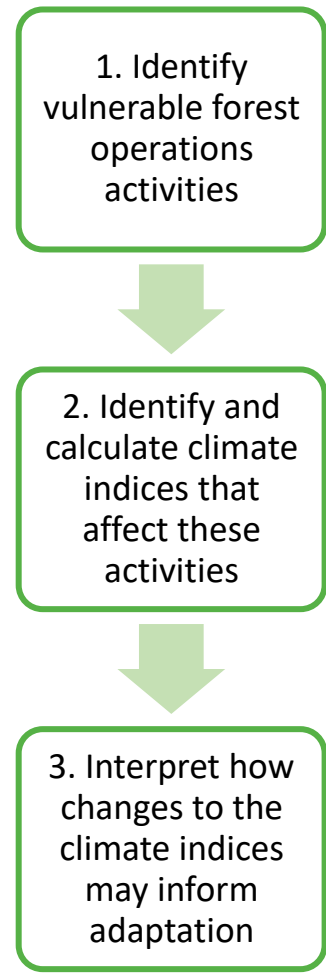 1. Identify
vulnerable forest
operations
activities
2. Identify and
calculate climate
indices that
affect these
activities
3. Interpret how
changes to the
climate indices
may inform
adaptation